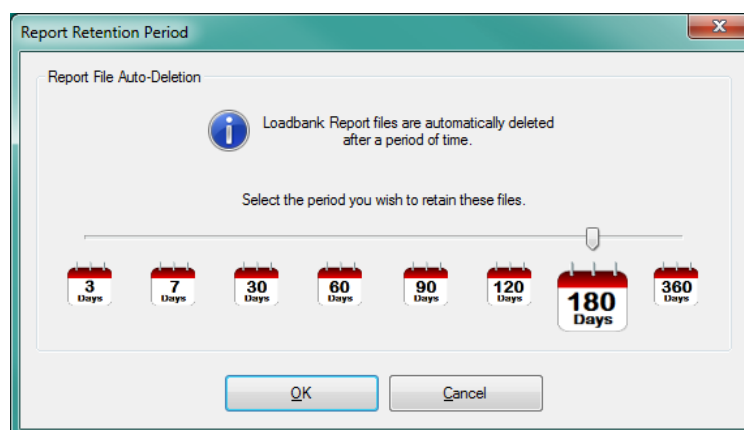 Report Retention Period
Report File Auto-Deletion
Loadbank Report files are automatically deleted
after a period of time.
Select the period you wish to retain these files.
3 Days
7 Days
30 Days
60 Days
90 Days
120 Days
180 Days
360 Days
OK
Cancel